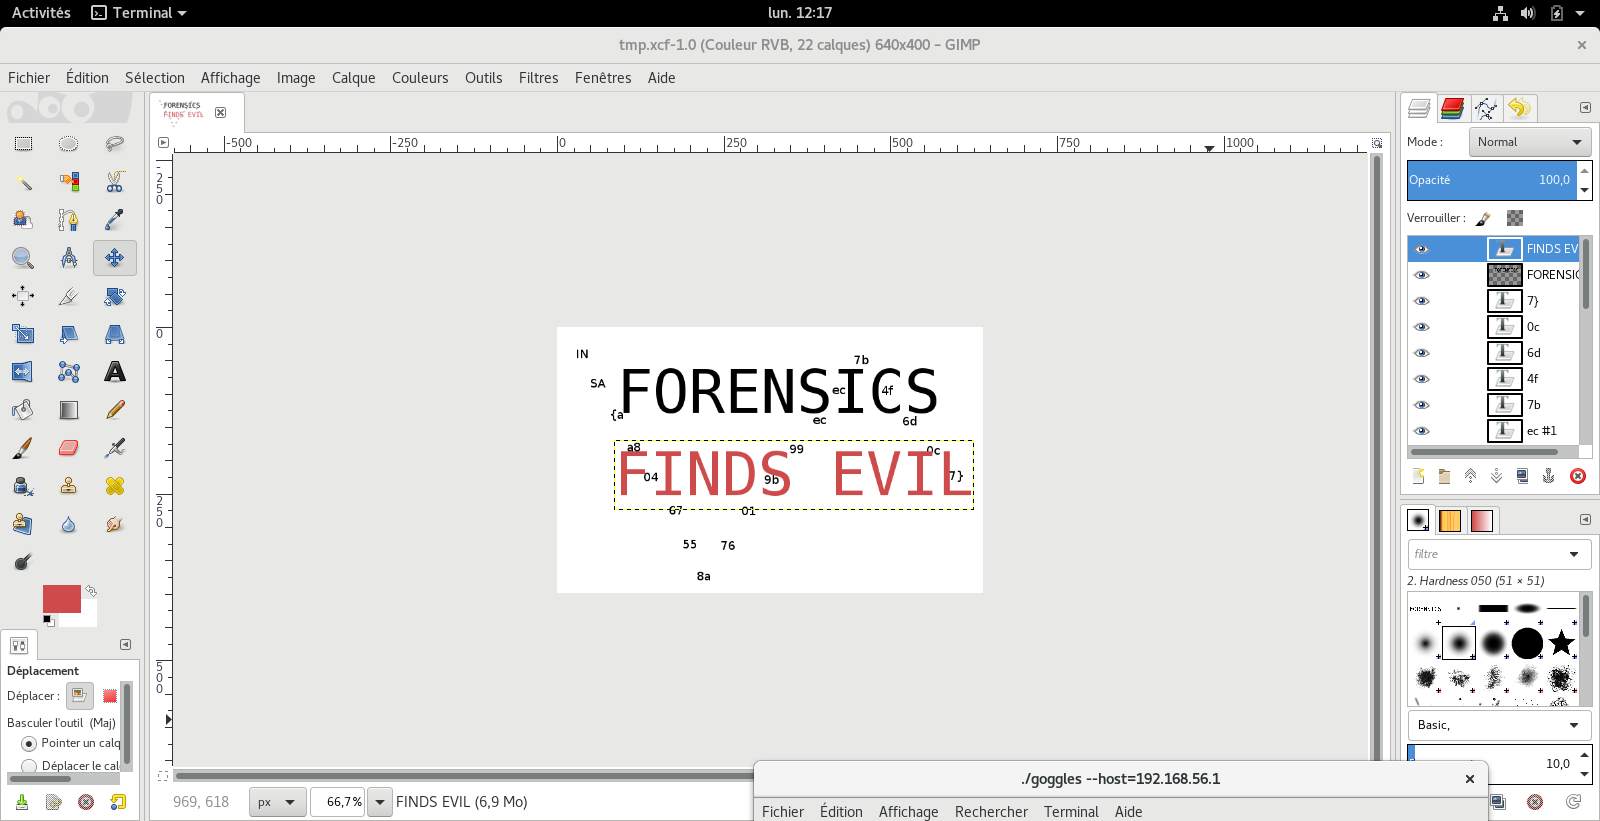 Activités Terminal lun. 12:17
tmp.xcf-1.0 (Couleur RVB, 22 calques) 640x400 – GIMP
Fichier Édition Sélection Affichage Image Calque Couleurs Outils Filtres Fenêtres Aide
FORENSICS
FINDS EVIL
-500 -250 0 250 500 750 1000
-250
0
250
500
Mode : Normal
Opacité 100,0
Verrouiller :
FINDS EV
FORENSIC
7}
0c
6d
4f
7b
ec #1
IN
7b
SA
FORENSICS
ec
4f
{a
ec
6d
a8
99
0c
FINDS EVIL
04
9b
7}
67
01
55
76
8a
filtre
2. Hardness 050 (51 × 51)
Basic,
10,0
Déplacement
Déplacer :
Basculer l'outil (Maj)
Pointer un calq
Déplacer le cal
969, 618 px 66,7% FINDS EVIL (6,9 Mo)
./goggles --host=192.168.56.1
Fichier Édition Affichage Rechercher Terminal Aide